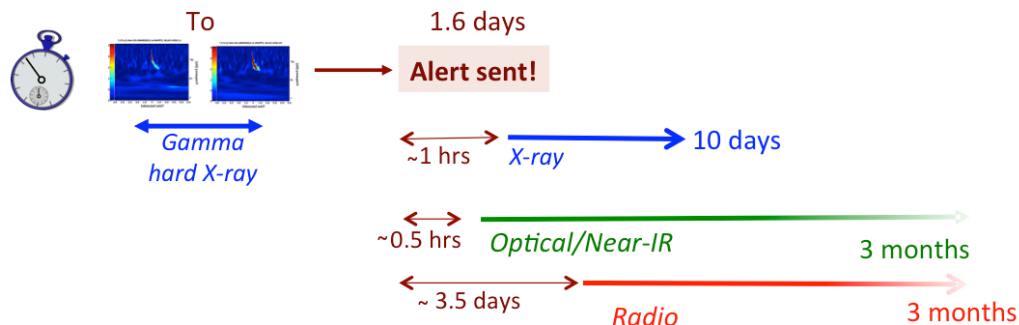 To
1.6 days
Alert sent!
Gamma
hard X-ray
~1 hrs
X-ray
10 days
~0.5 hrs
Optical/Near-IR
3 months
~ 3.5 days
Radio
3 months